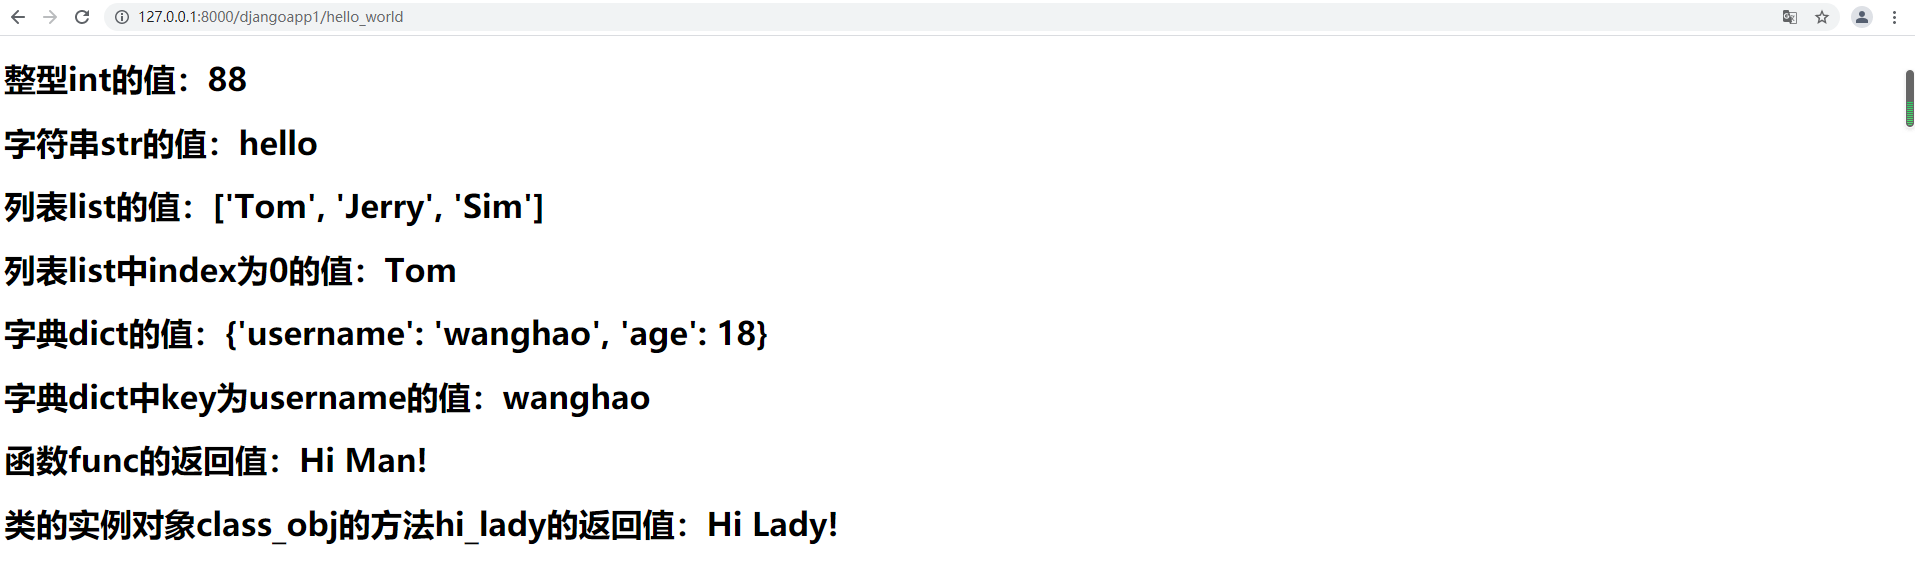 127.0.0.1:8000/djangoapp1/hello_world
整型int的值：88
字符串str的值：hello
列表list的值：['Tom', 'Jerry', 'Sim']
列表list中index为0的值：Tom
字典dict的值：{'username': 'wanghao', 'age': 18}
字典dict中key为username的值：wanghao
函数func的返回值：Hi Man!
类的实例对象class_obj的方法hi_lady的返回值：Hi Lady!